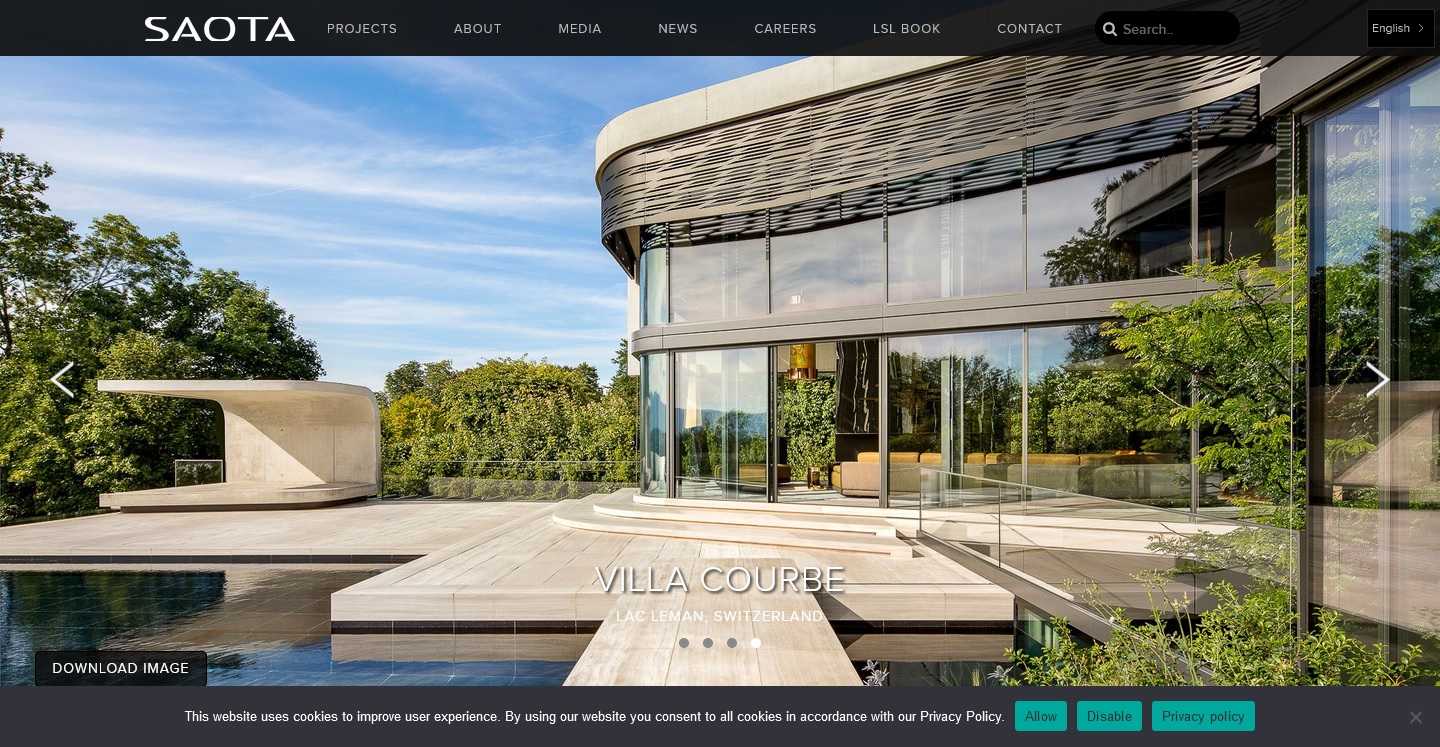 SAOTA PROJECTS ABOUT MEDIA NEWS CAREERS LSL BOOK CONTACT Search.. English
VILLA COURBE
LAC LEMAN, SWITZERLAND
DOWNLOAD IMAGE
This website uses cookies to improve user experience. By using our website you consent to all cookies in accordance with our Privacy Policy. Allow Disable Privacy policy